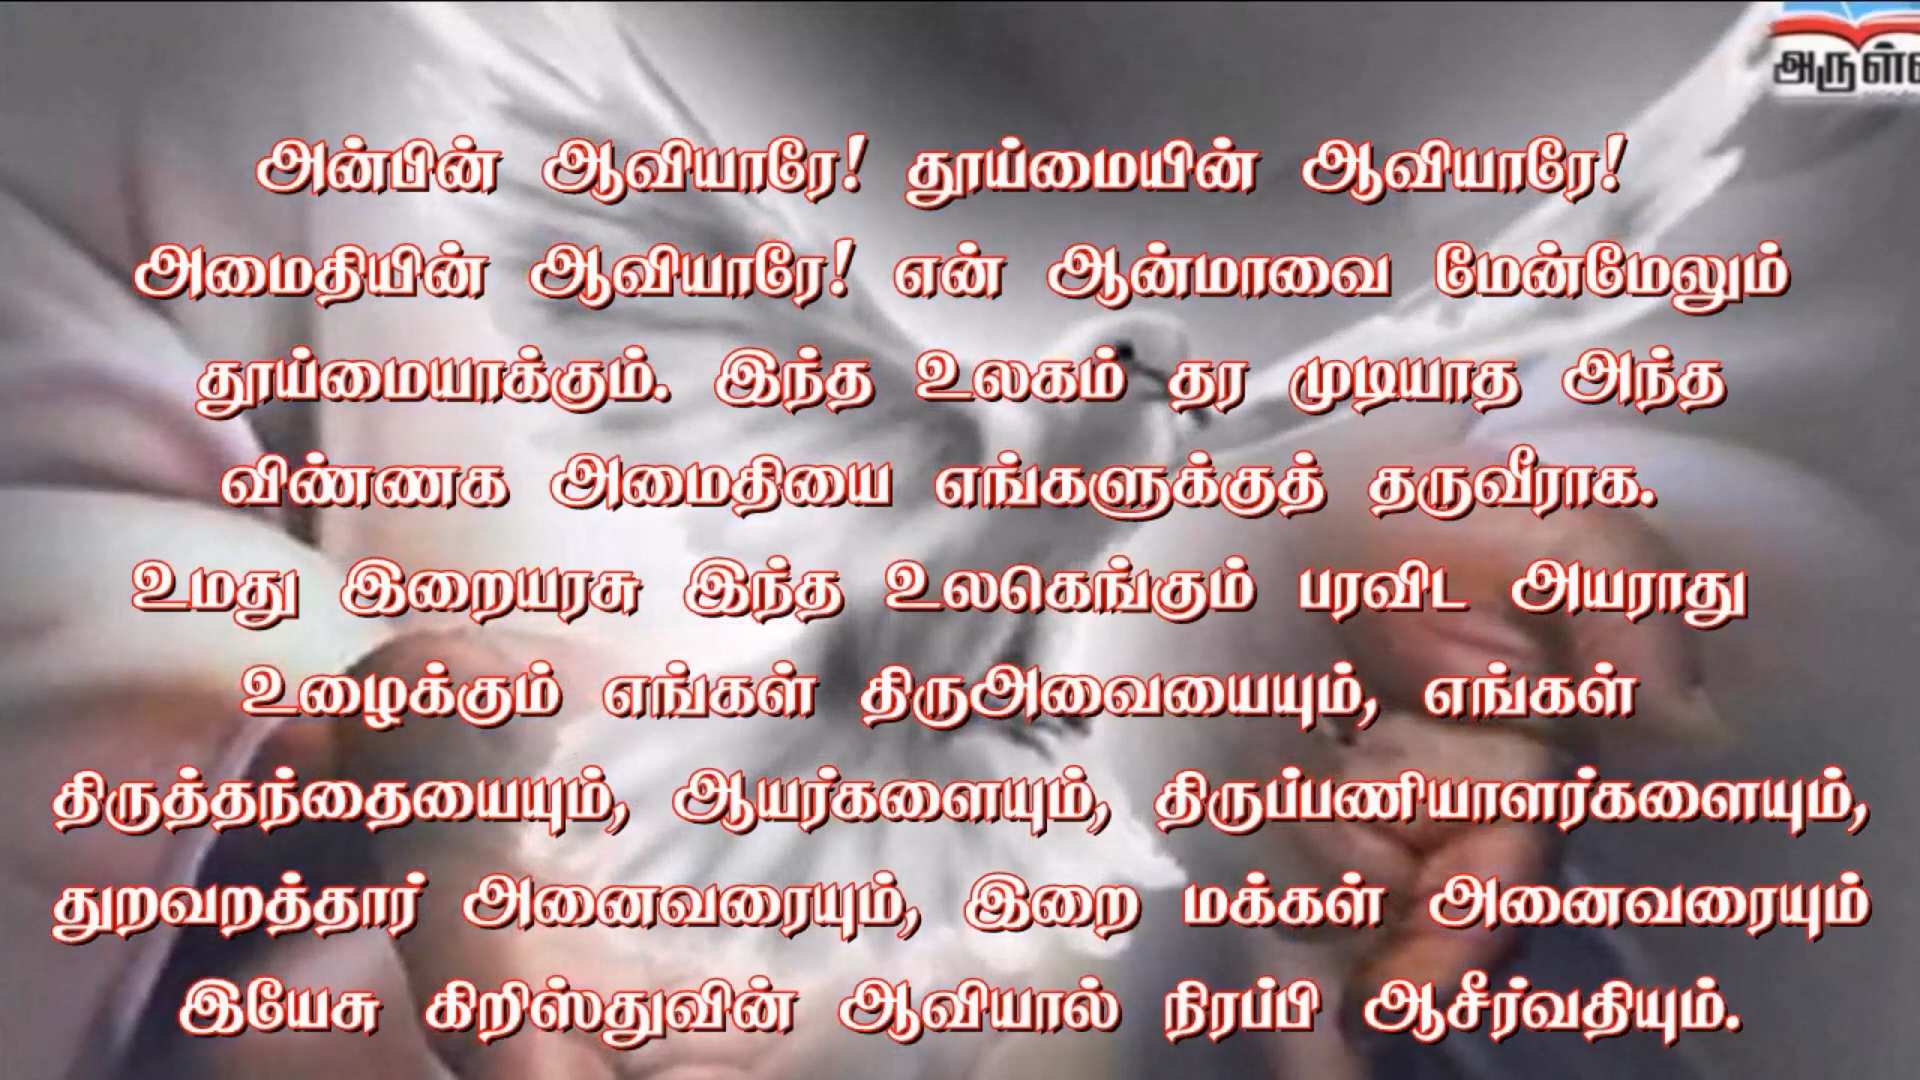 அருள்
அன்பின் ஆவியாரே! தூய்மையின் ஆவியாரே!
அமைதியின் ஆவியாரே! என் ஆன்மாவை மேன்மேலும்
தூய்மையாக்கும். இந்த உலகம் தர முடியாத அந்த
விண்ணக அமைதியை எங்களுக்குத் தருவீராக.
உமது இறையரசு இந்த உலகெங்கும் பரவிட அயராது
உழைக்கும் எங்கள் திருஅவையையும், எங்கள்
திருத்தந்தையையும், ஆயர்களையும், திருப்பணியாளர்களையும்,
துறவறத்தார் அனைவரையும், இறை மக்கள் அனைவரையும்
இயேசு கிறிஸ்துவின் ஆவியால் நிரப்பி ஆசீர்வதியும்.